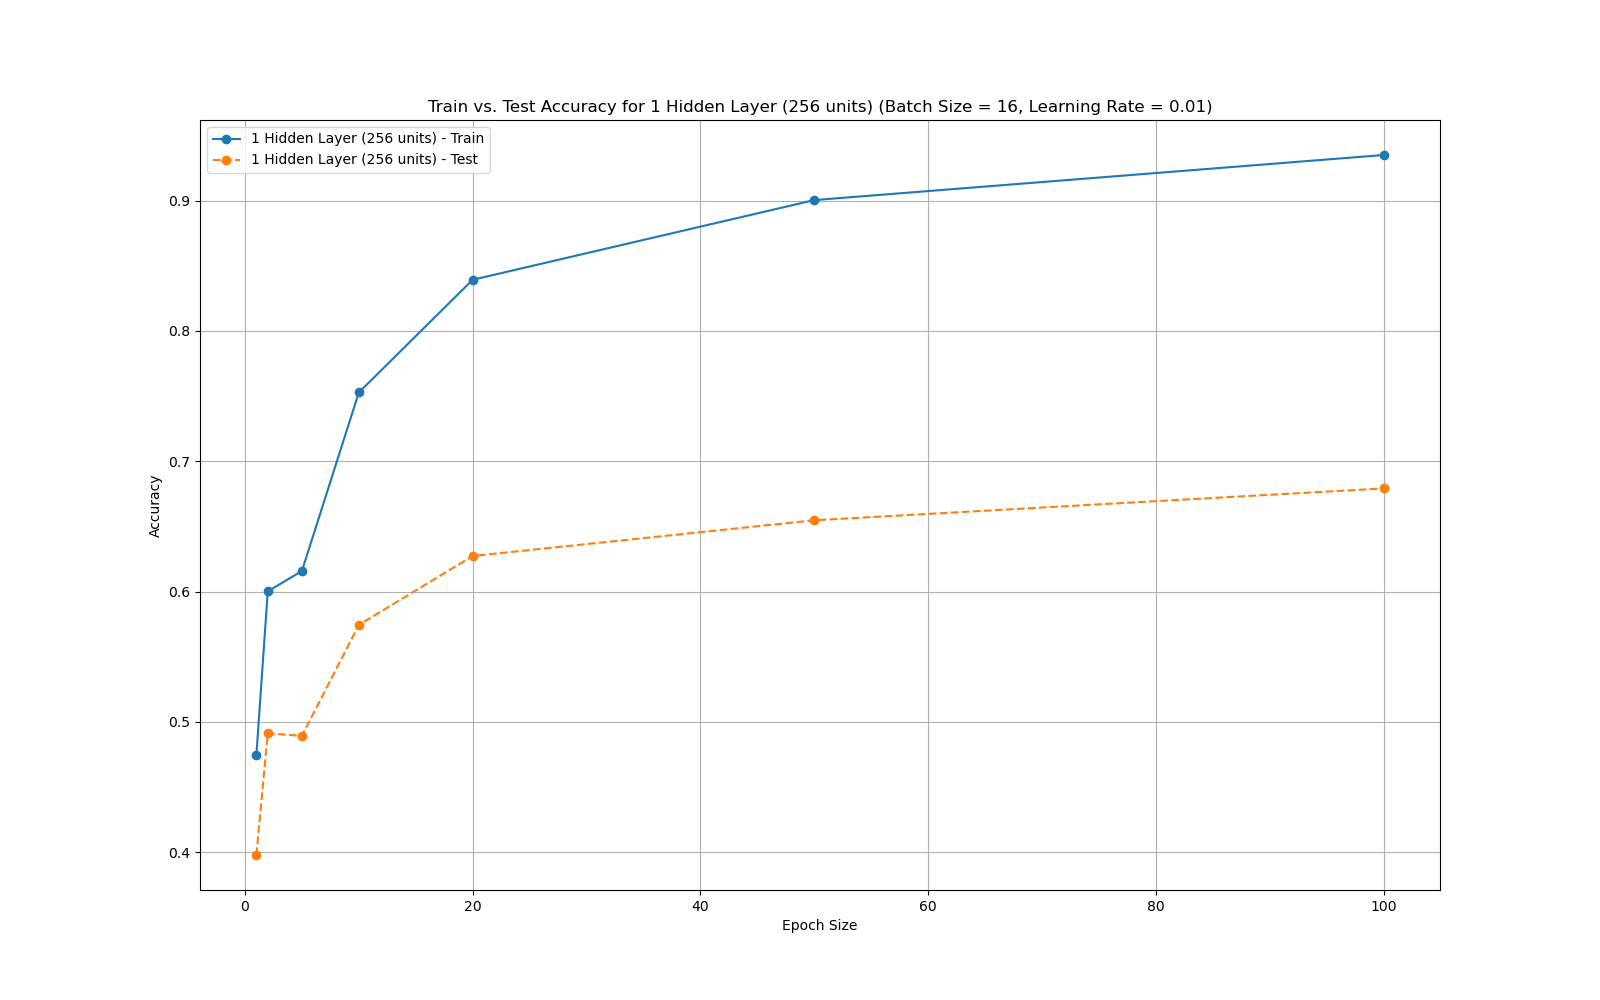 Train vs. Test Accuracy for 1 Hidden Layer (256 units) (Batch Size = 16, Learning Rate = 0.01)
1 Hidden Layer (256 units) - Train
1 Hidden Layer (256 units) - Test
0.9
0.8
0.7
0.6
0.5
0.4
Accuracy
0
20
40
60
80
100
Epoch Size